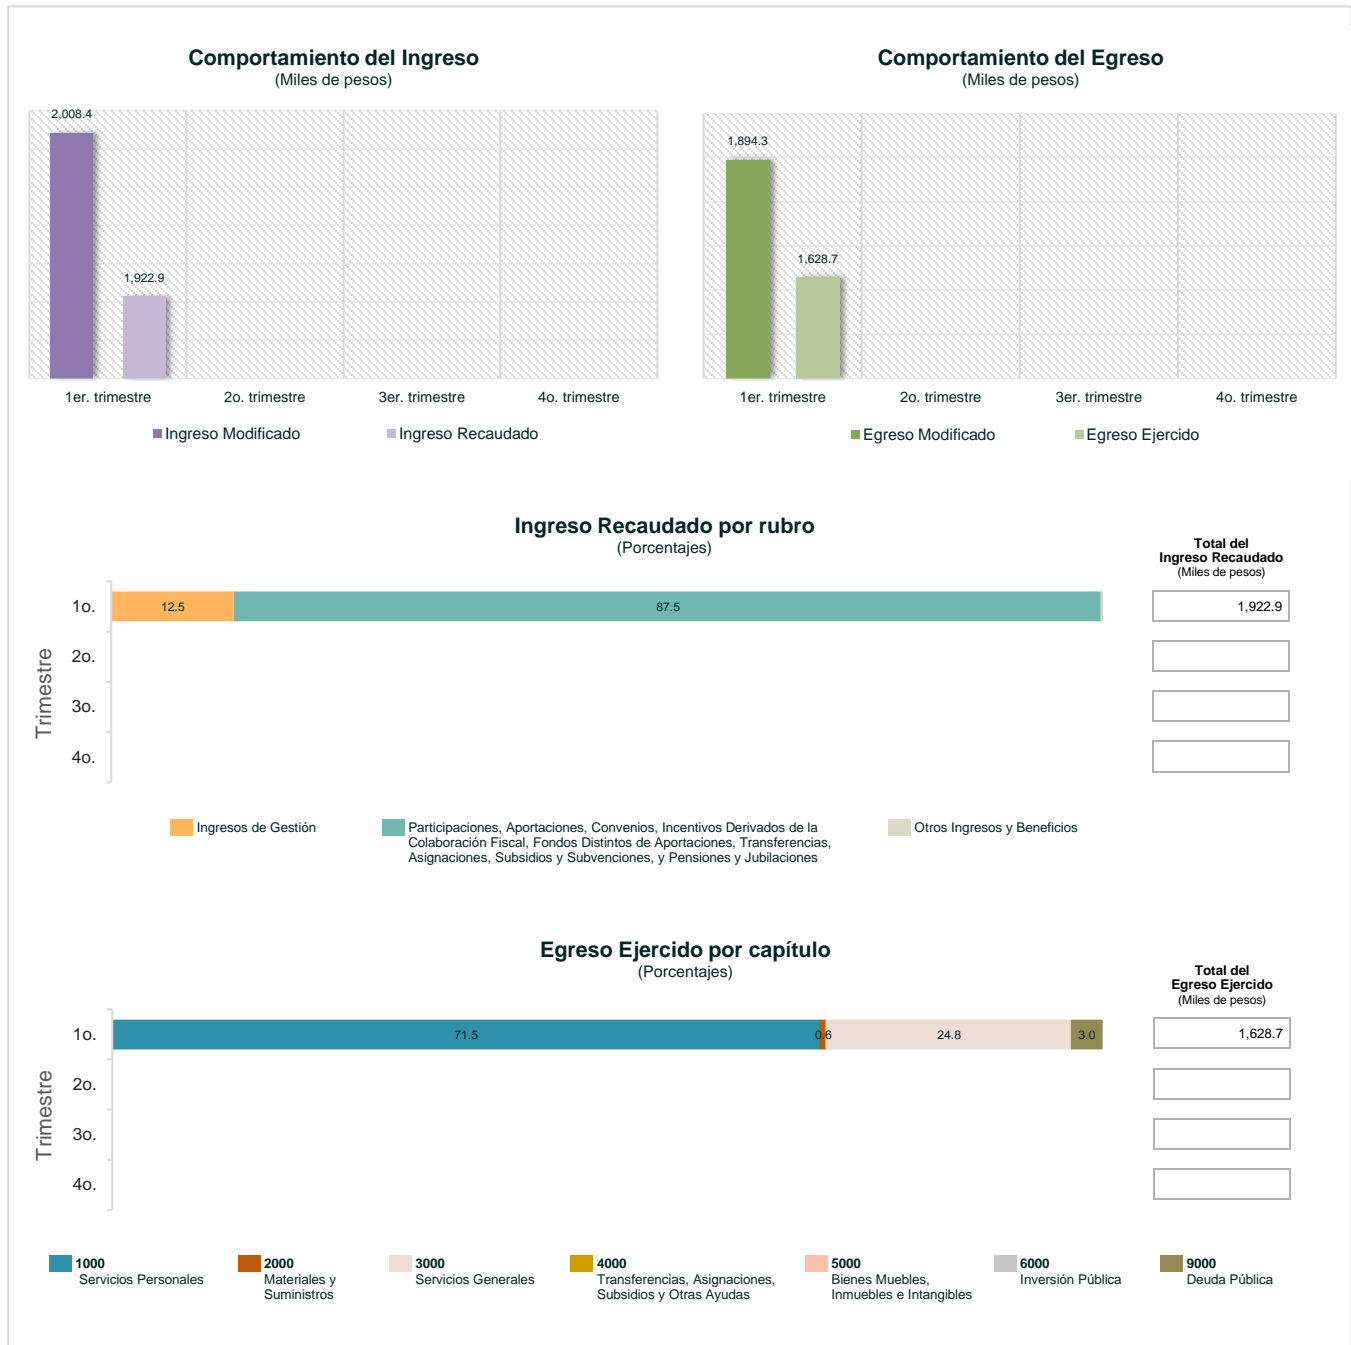 Comportamiento del Ingreso
(Miles de pesos)
2,008.4
1,922.9
1er. trimestre 2o. trimestre 3er. trimestre 4o. trimestre
Ingreso Modificado Ingreso Recaudado
Comportamiento del Egreso
(Miles de pesos)
1,894.3
1,628.7
1er. trimestre 2o. trimestre 3er. trimestre 4o. trimestre
Egreso Modificado Egreso Ejercido
Ingreso Recaudado por rubro
(Porcentajes)
Total del
Ingreso Recaudado
(Miles de pesos)
Trimestre
1o. 12.5 87.5 1,922.9
2o.
3o.
4o.
Ingresos de Gestión
Participaciones, Aportaciones, Convenios, Incentivos Derivados de la
Colaboración Fiscal, Fondos Distintos de Aportaciones, Transferencias,
Asignaciones, Subsidios y Subvenciones, y Pensiones y Jubilaciones
Otros Ingresos y Beneficios
Egreso Ejercido por capítulo
(Porcentajes)
Total del
Egreso Ejercido
(Miles de pesos)
Trimestre
1o. 71.5 0.6 24.8 3.0 1,628.7
2o.
3o.
4o.
1000
Servicios Personales
2000
Materiales y
Suministros
3000
Servicios Generales
4000
Transferencias, Asignaciones,
Subsidios y Otras Ayudas
5000
Bienes Muebles,
Inmuebles e Intangibles
6000
Inversión Pública
9000
Deuda Pública